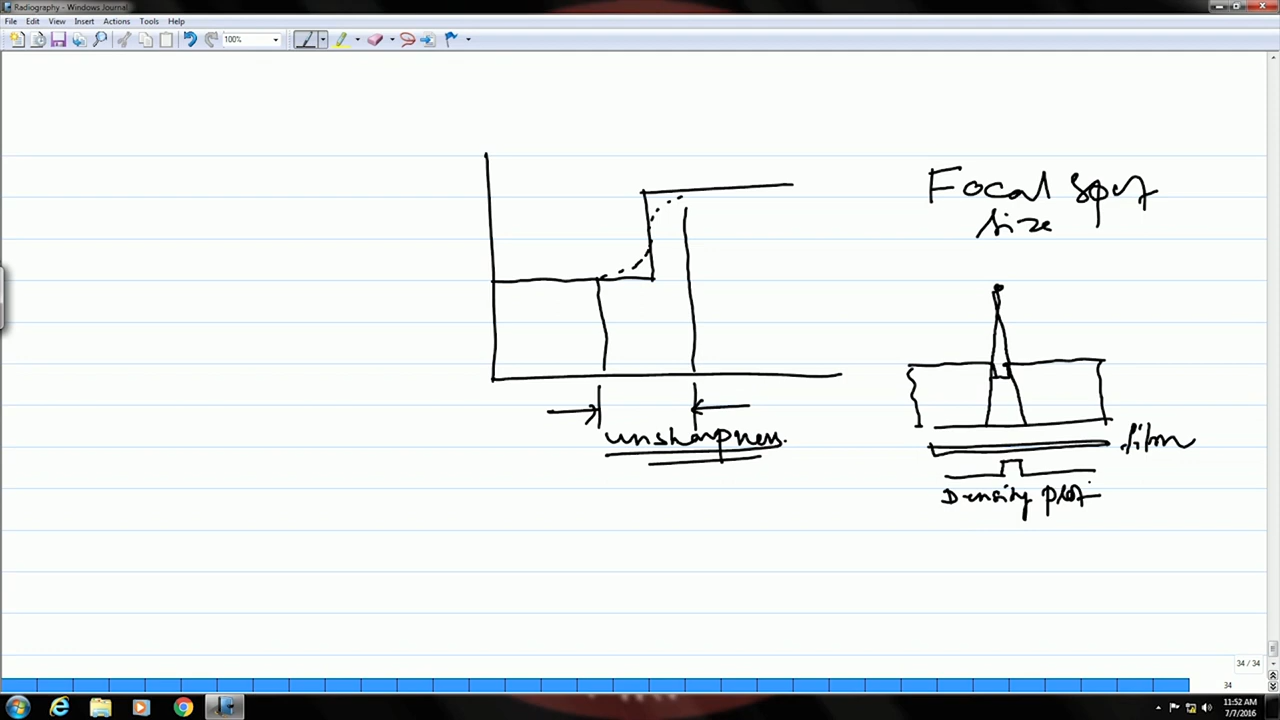 Radiography - Windows Journal
File Edit View Insert Actions Tools Help
100%
Focal spot
size
unsharpness.
film
Density plot
34 / 34
34
11:52 AM
7/7/2016